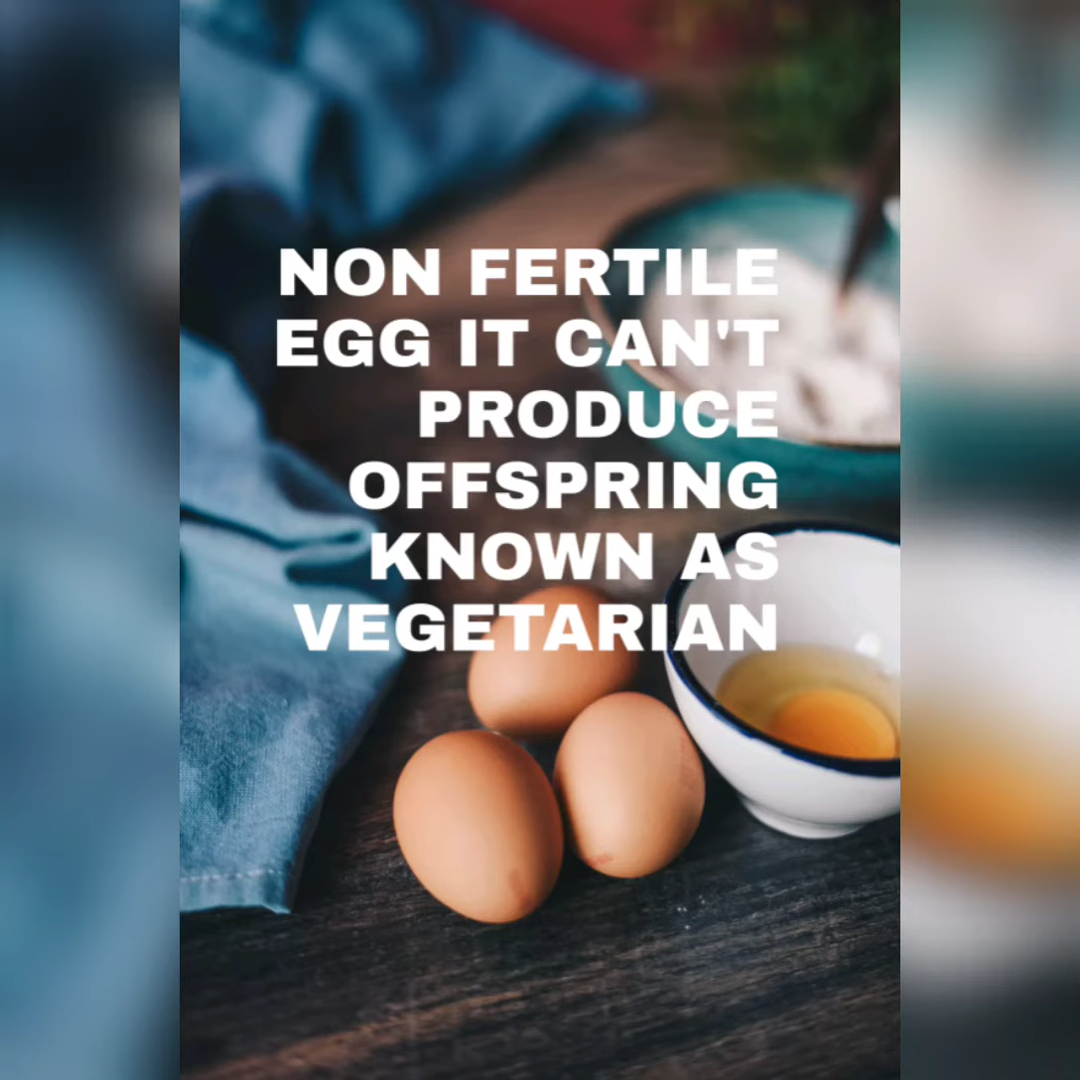 NON FERTILE
EGG IT CAN'T
PRODUCE
OFFSPRING
KNOWN AS
VEGETARIAN